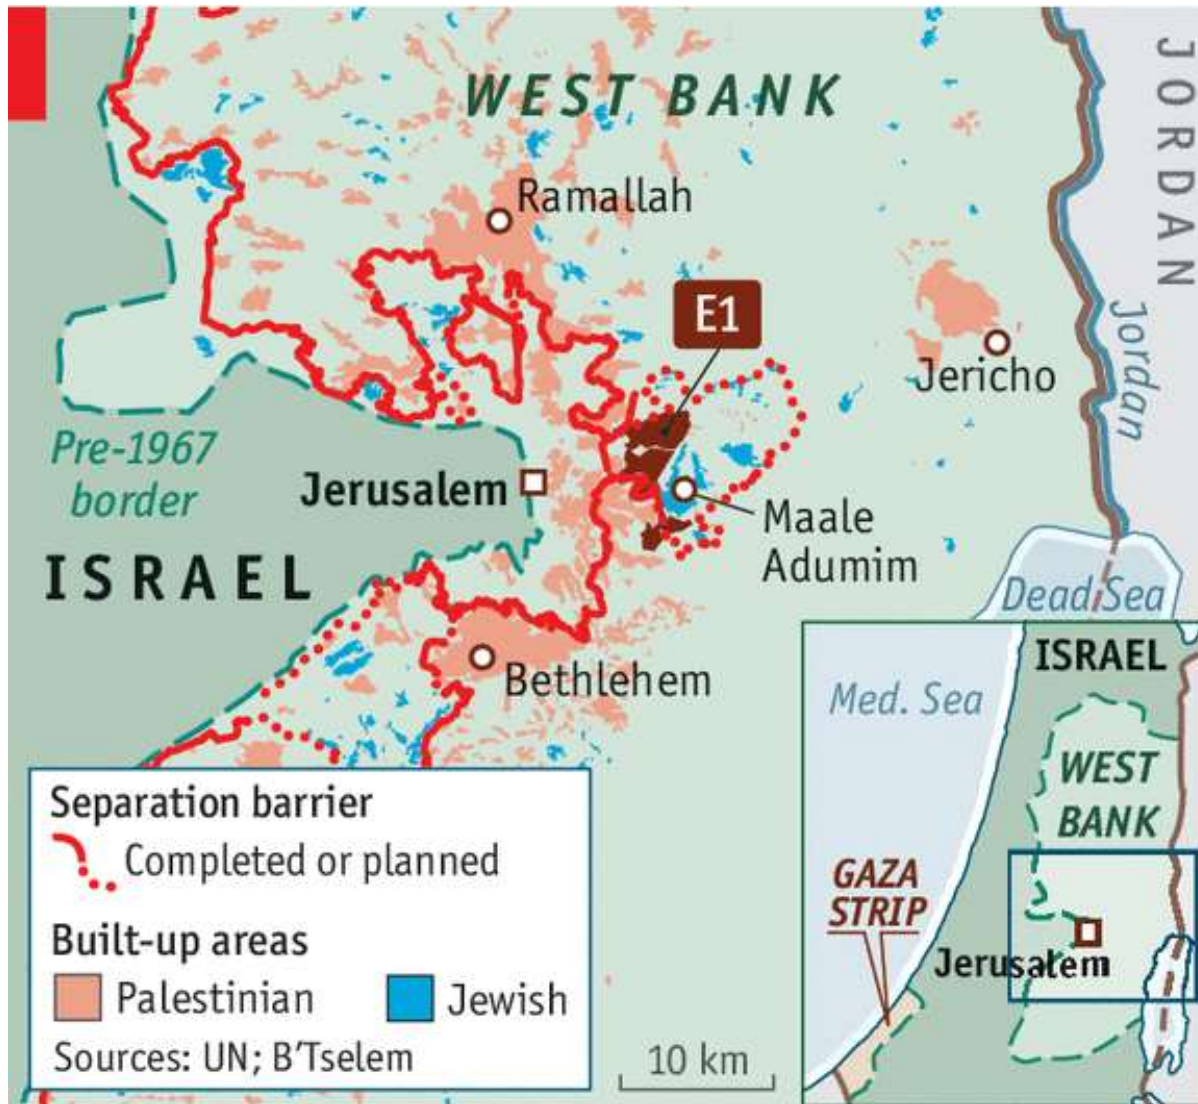 WEST BANK
JORDAN
Ramallah
E1
Jericho
Jordan
Pre-1967
border
Jerusalem
Maale
Adumim
ISRAEL
Dead Sea
Bethlehem
Separation barrier
Completed or planned
Built-up areas
Palestinian
Jewish
Sources: UN; B'Tselem
10 km
ISRAEL
Med. Sea
WEST
BANK
GAZA
STRIP
Jerusalem